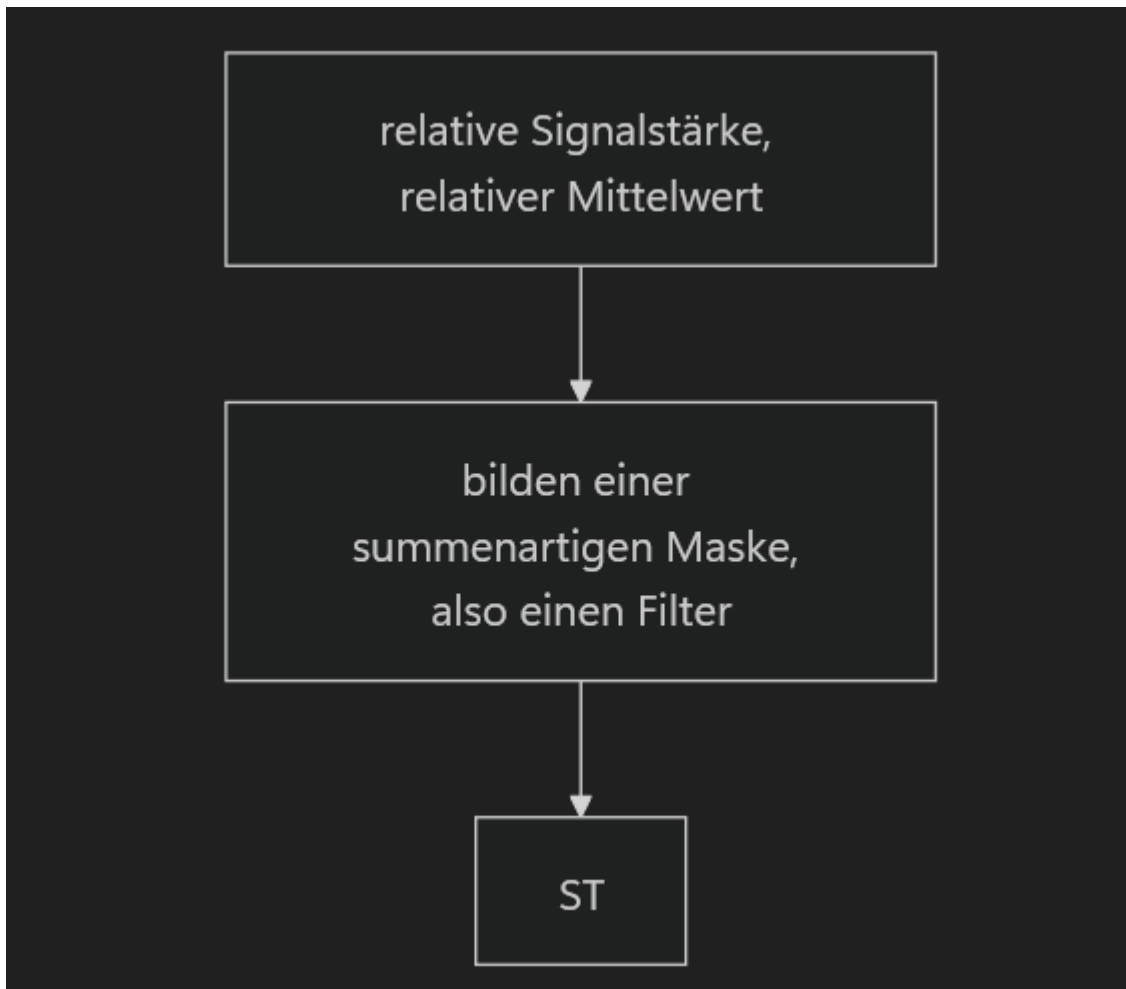 relative Signalstärke,
relativer Mittelwert
bilden einer
summenartigen Maske,
also einen Filter
ST